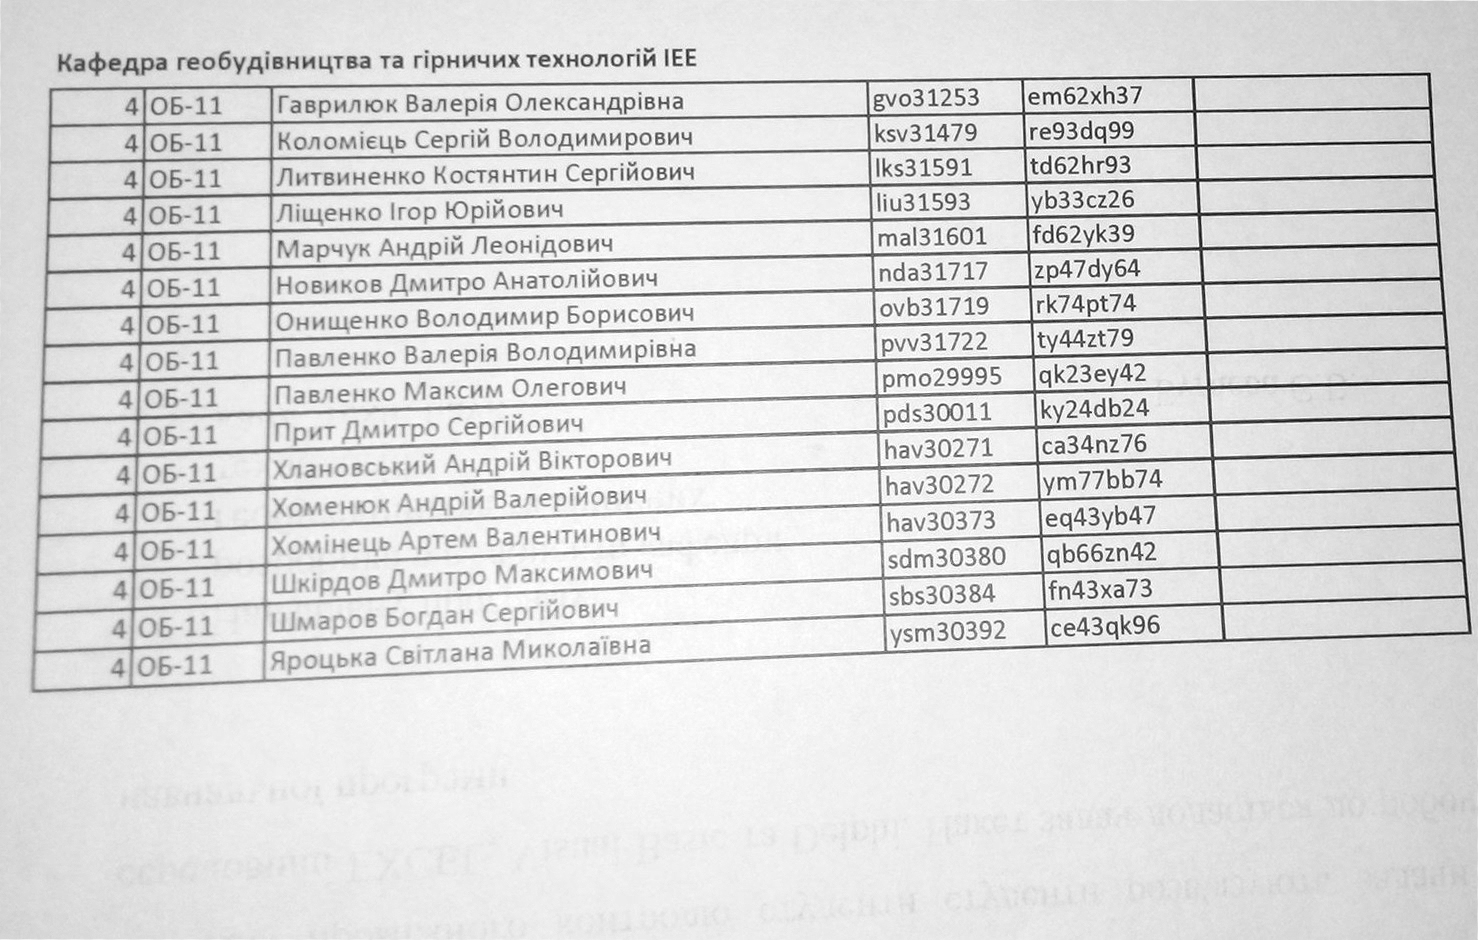 Кафедра геобудівництва та гірничих технологій ІЕЕ
4 ОБ-11 Гаврилюк Валерія Олександрівна gvo31253 em62xh37
4 ОБ-11 Коломієць Сергій Володимирович ksv31479 re93dq99
4 ОБ-11 Литвиненко Костянтин Сергійович lks31591 td62hr93
4 ОБ-11 Ліщенко Ігор Юрійович liu31593 yb33cz26
4 ОБ-11 Марчук Андрій Леонідович mal31601 fd62yk39
4 ОБ-11 Новиков Дмитро Анатолійович nda31717 zp47dy64
4 ОБ-11 Онищенко Володимир Борисович ovb31719 rk74pt74
4 ОБ-11 Павленко Валерія Володимирівна pvv31722 ty44zt79
4 ОБ-11 Павленко Максим Олегович pmo29995 qk23ey42
4 ОБ-11 Прит Дмитро Сергійович pds30011 ky24db24
4 ОБ-11 Хлановський Андрій Вікторович hav30271 ca34nz76
4 ОБ-11 Хоменюк Андрій Валерійович hav30272 ym77bb74
4 ОБ-11 Хомінець Артем Валентинович hav30373 eq43yb47
4 ОБ-11 Шкірдов Дмитро Максимович sdm30380 qb66zn42
4 ОБ-11 Шмаров Богдан Сергійович sbs30384 fn43xa73
4 ОБ-11 Яроцька Світлана Миколаївна ysm30392 ce43qk96